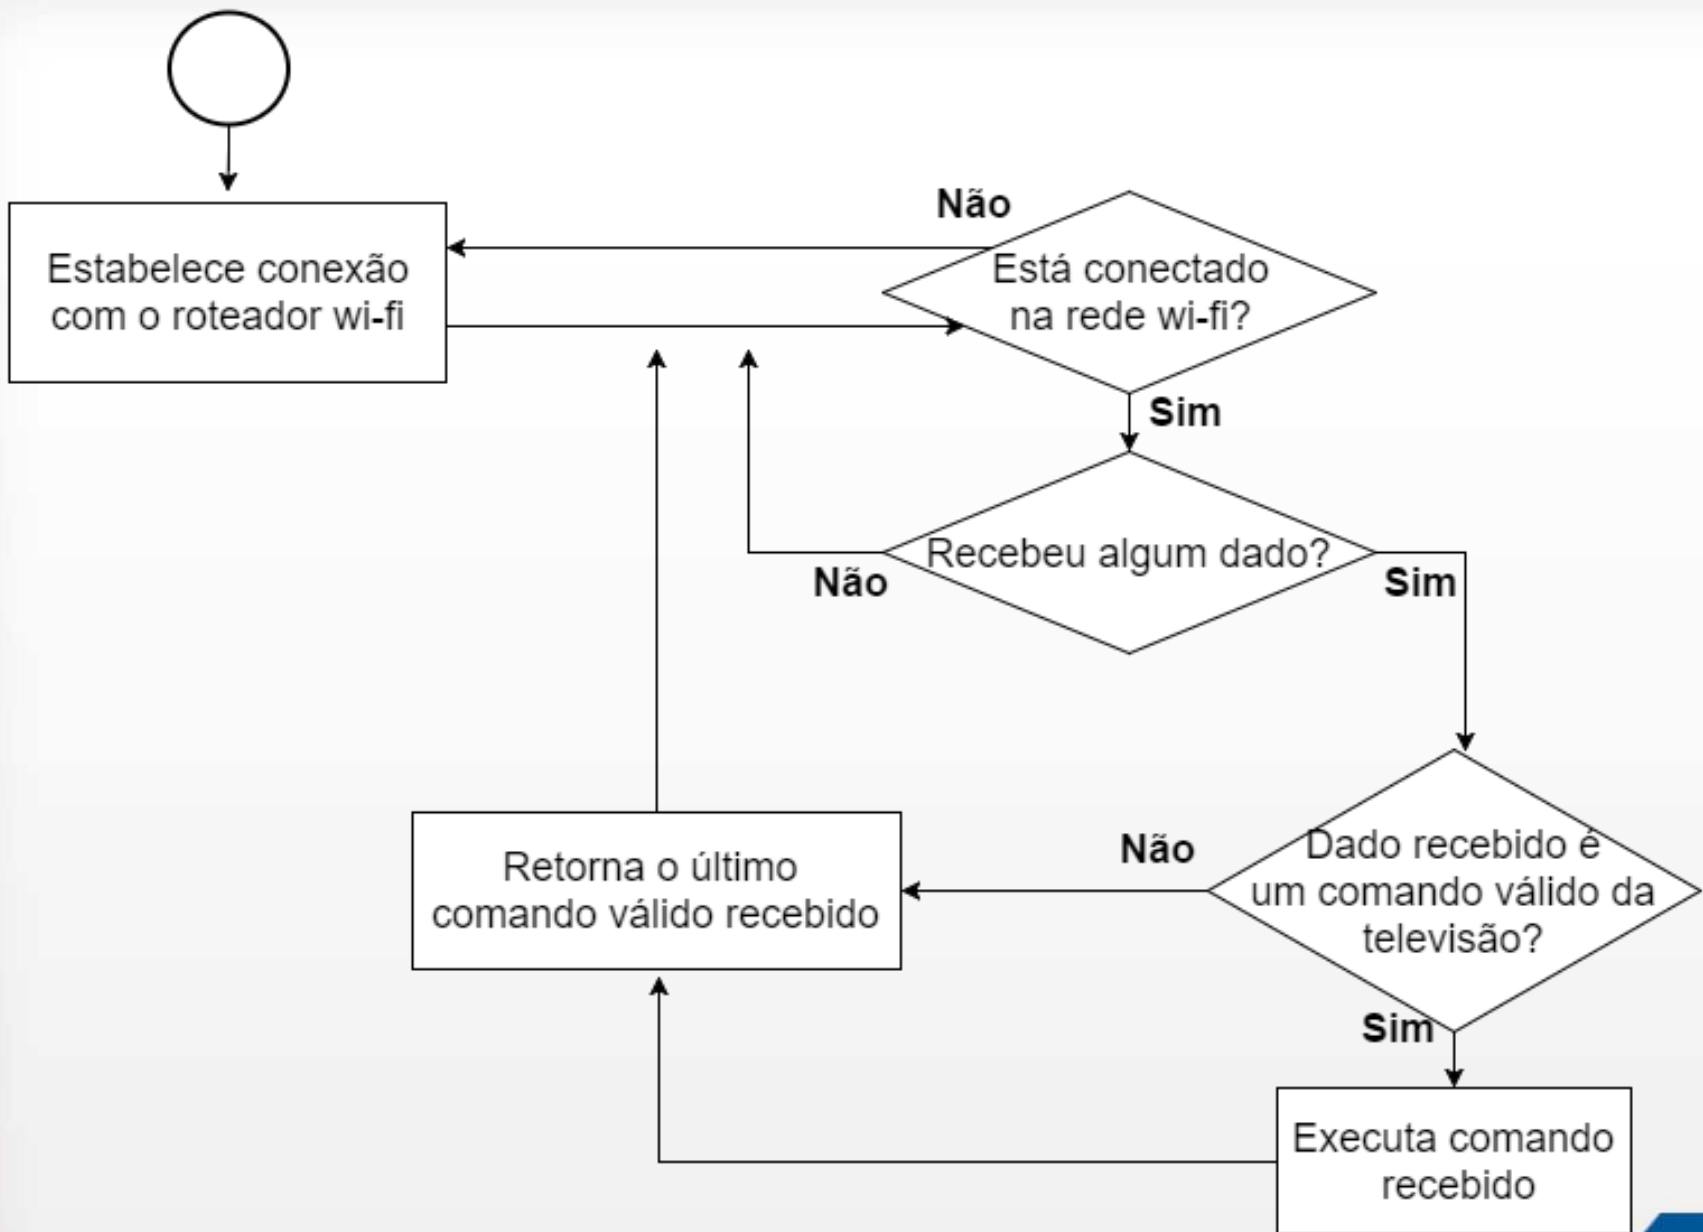 Não
Estabelece conexão
com o roteador wi-fi
Está conectado
na rede wi-fi?
Sim
Recebeu algum dado?
Não
Sim
Dado recebido é
um comando válido da
televisão?
Não
Retorna o último
comando válido recebido
Sim
Executa comando
recebido